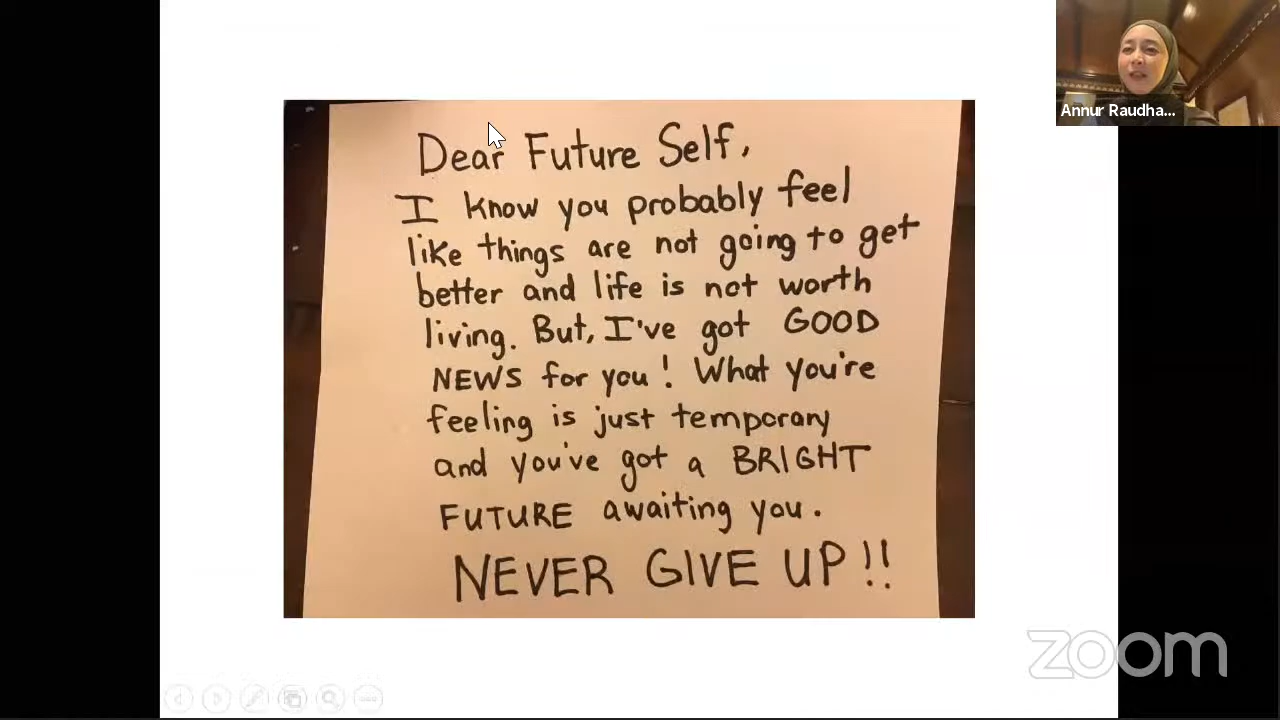 Annur Raudha...
Dear Future Self,
I know you probably feel
like things are not going to get
better and life is not worth
living. But, I've got GOOD
NEWS for you! What you're
feeling is just temporary
and you've got a BRIGHT
FUTURE awaiting you.
NEVER GIVE UP!!
zoom